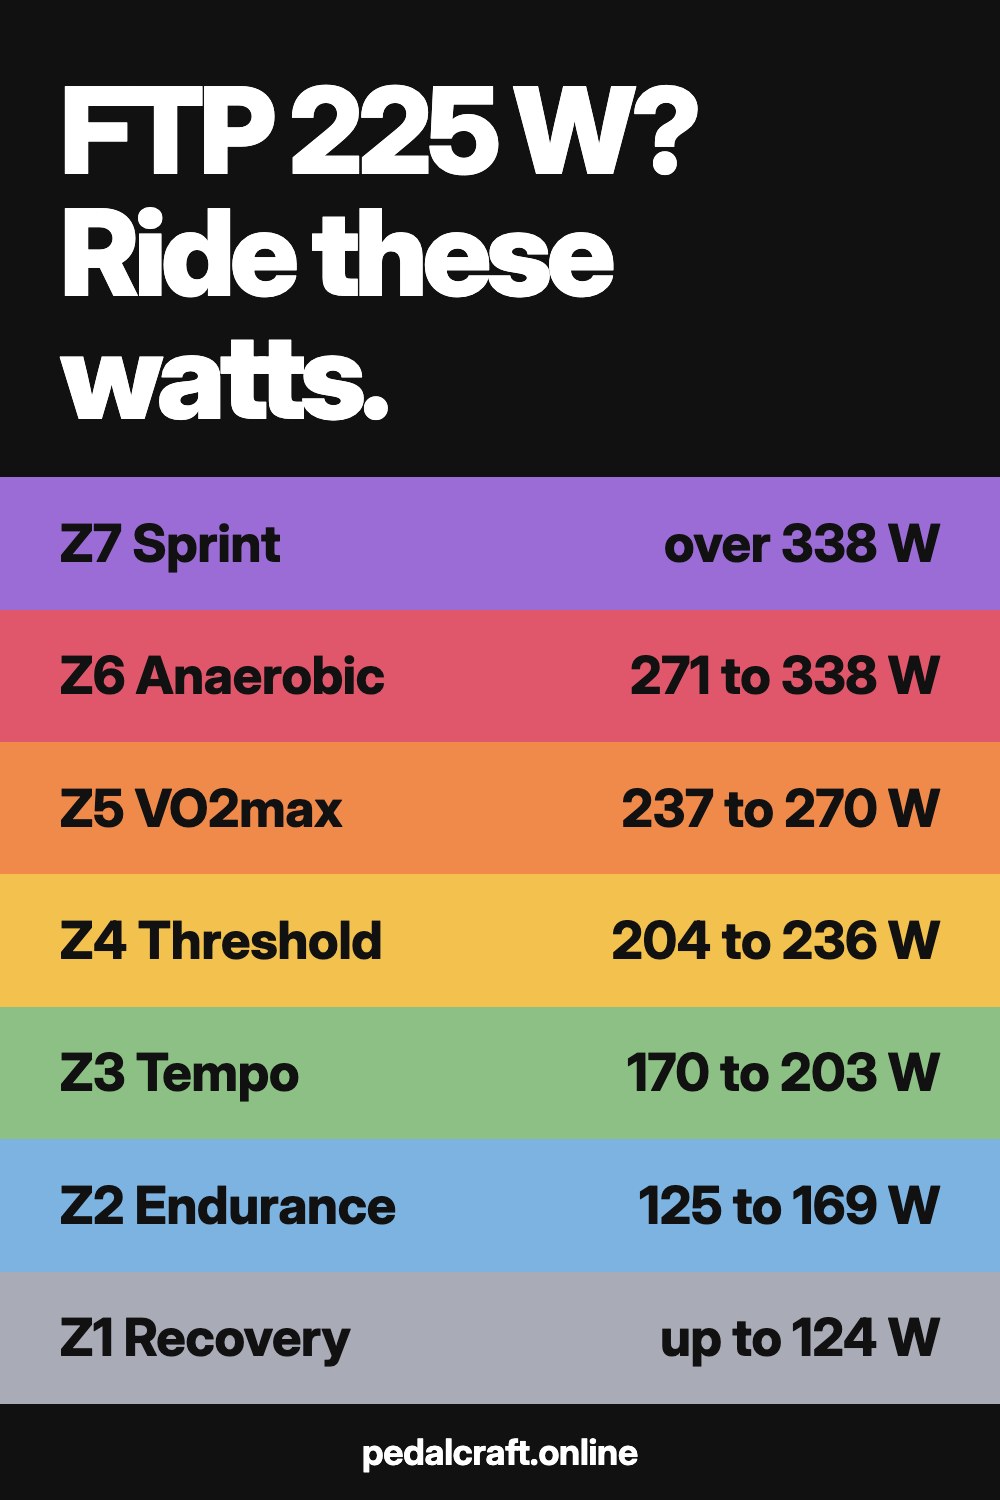 FTP 225 W?
Ride these
watts.
Z7 Sprint over 338 W
Z6 Anaerobic 271 to 338 W
Z5 VO2max 237 to 270 W
Z4 Threshold 204 to 236 W
Z3 Tempo 170 to 203 W
Z2 Endurance 125 to 169 W
Z1 Recovery up to 124 W
pedalcraft.online